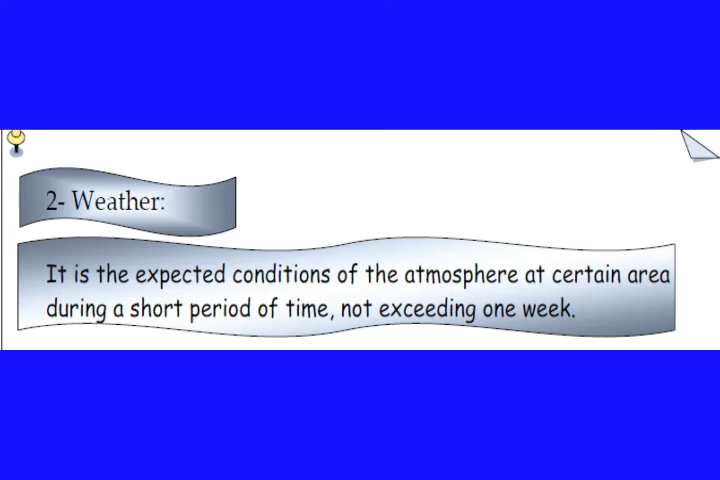 2- Weather:
It is the expected conditions of the atmosphere at certain area
during a short period of time, not exceeding one week.